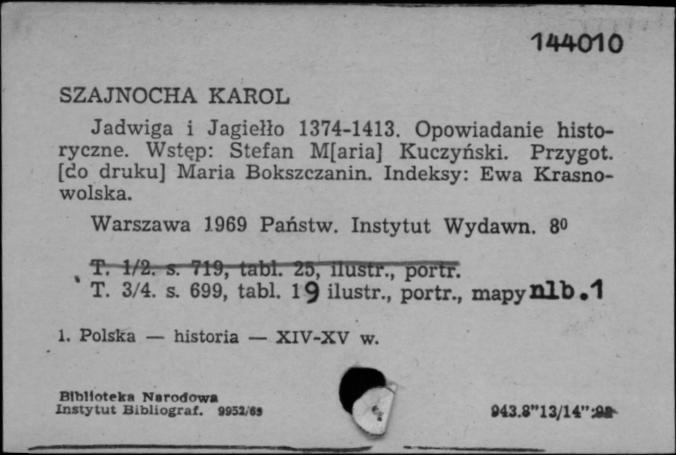 144010
SZAJNOCHA KAROL
Jadwiga i Jagiełło 1374-1413. Opowiadanie histo-
ryczne. Wstęp: Stefan M[aria] Kuczyński. Przygot.
[do druku] Maria Bokszczanin. Indeksy: Ewa Krasno-
wolska.
Warszawa 1969 Państw. Instytut Wydawn. 8⁰
T. 1/2. s. 719, tabl. 25, ilustr., portr.
T. 3/4. s. 699, tabl. 19 ilustr., portr., mapy nlb.1
1. Polska — historia — XIV-XV w.
Biblioteka Narodowa
Instytut Bibliograf. 9952/69
943.8"13/14":92